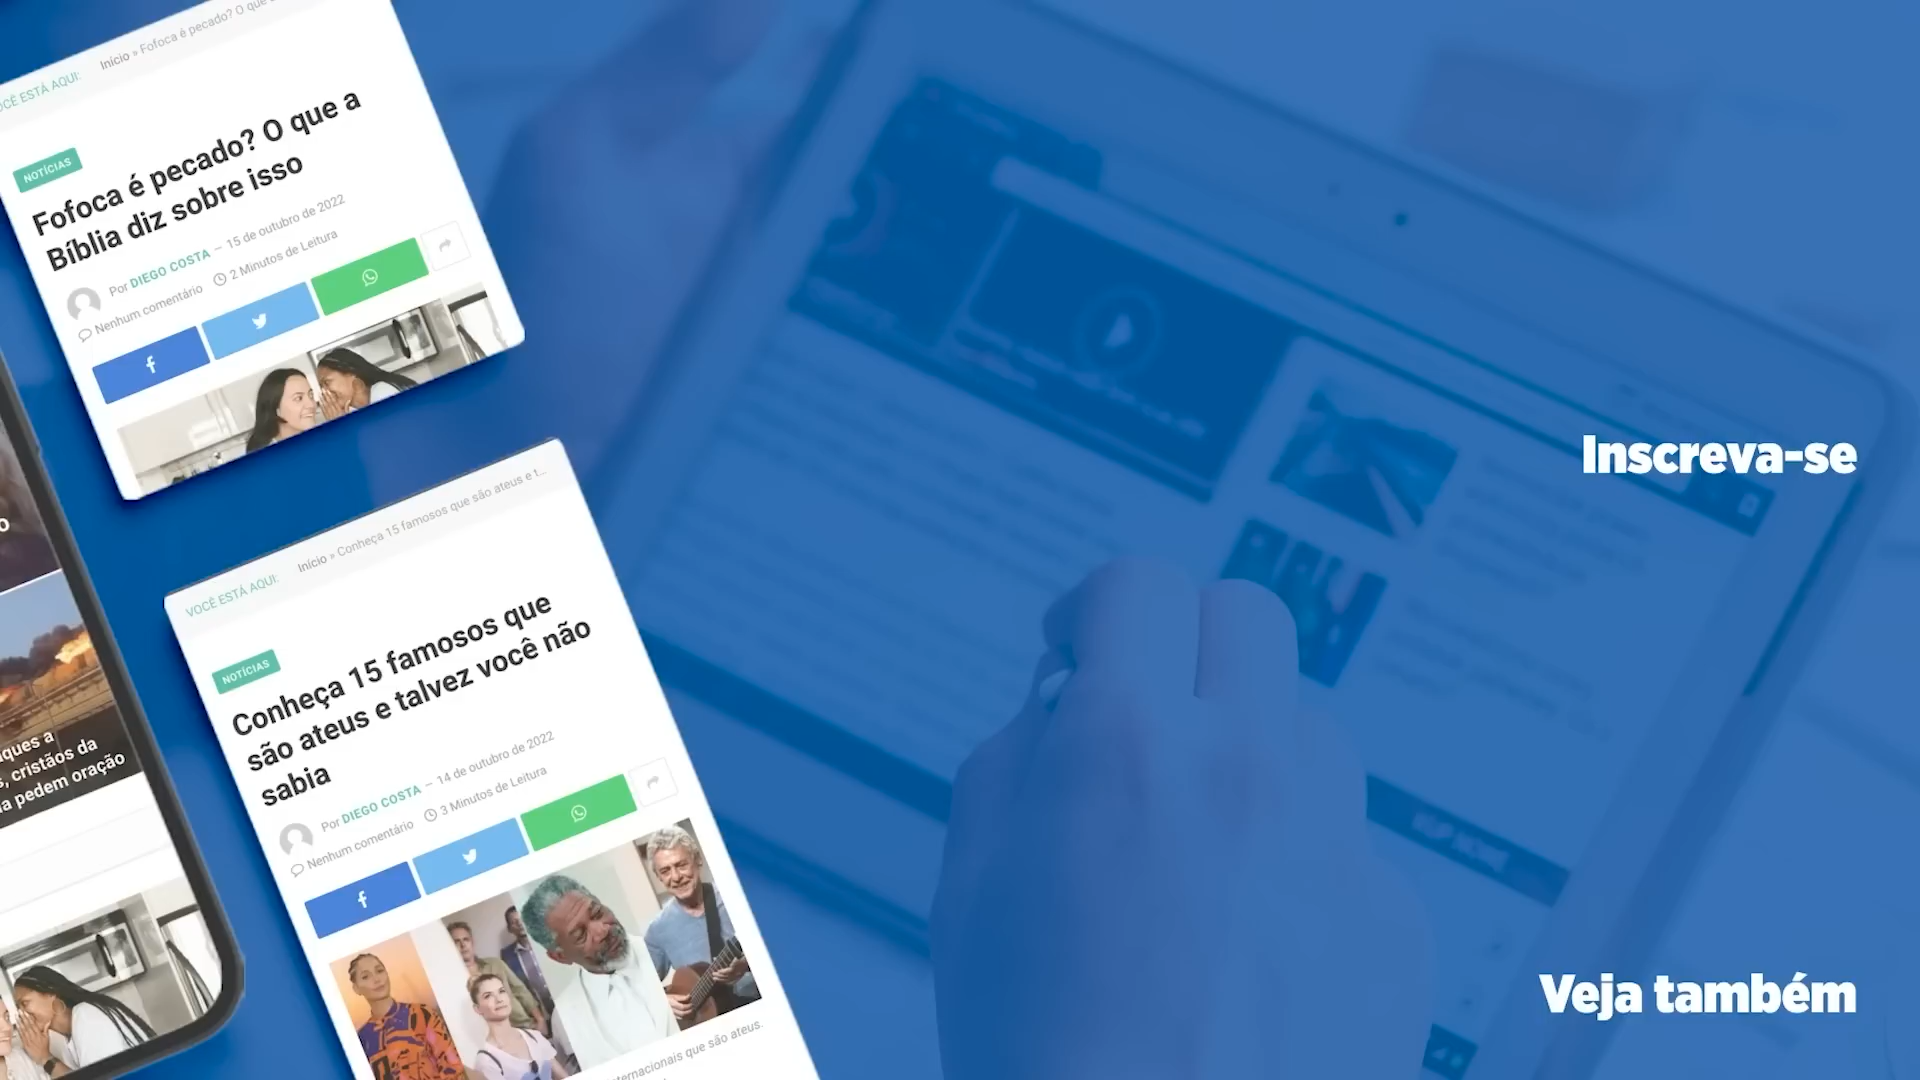 VOCÊ ESTÁ AQUI: Início » Fofoca é pecado? O que
NOTÍCIAS
Fofoca é pecado? O que a
Bíblia diz sobre isso
Por DIEGO COSTA — 15 de outubro de 2022
Nenhum comentário 2 Minutos de Leitura
VOCÊ ESTÁ AQUI: Início » Conheça 15 famosos que são ateus e t...
NOTÍCIAS
Conheça 15 famosos que
são ateus e talvez você não
sabia
Por DIEGO COSTA — 14 de outubro de 2022
Nenhum comentário 3 Minutos de Leitura
ternacionais que são ateus.
iques a
s, cristãos da
ia pedem oração
Inscreva-se
Veja também